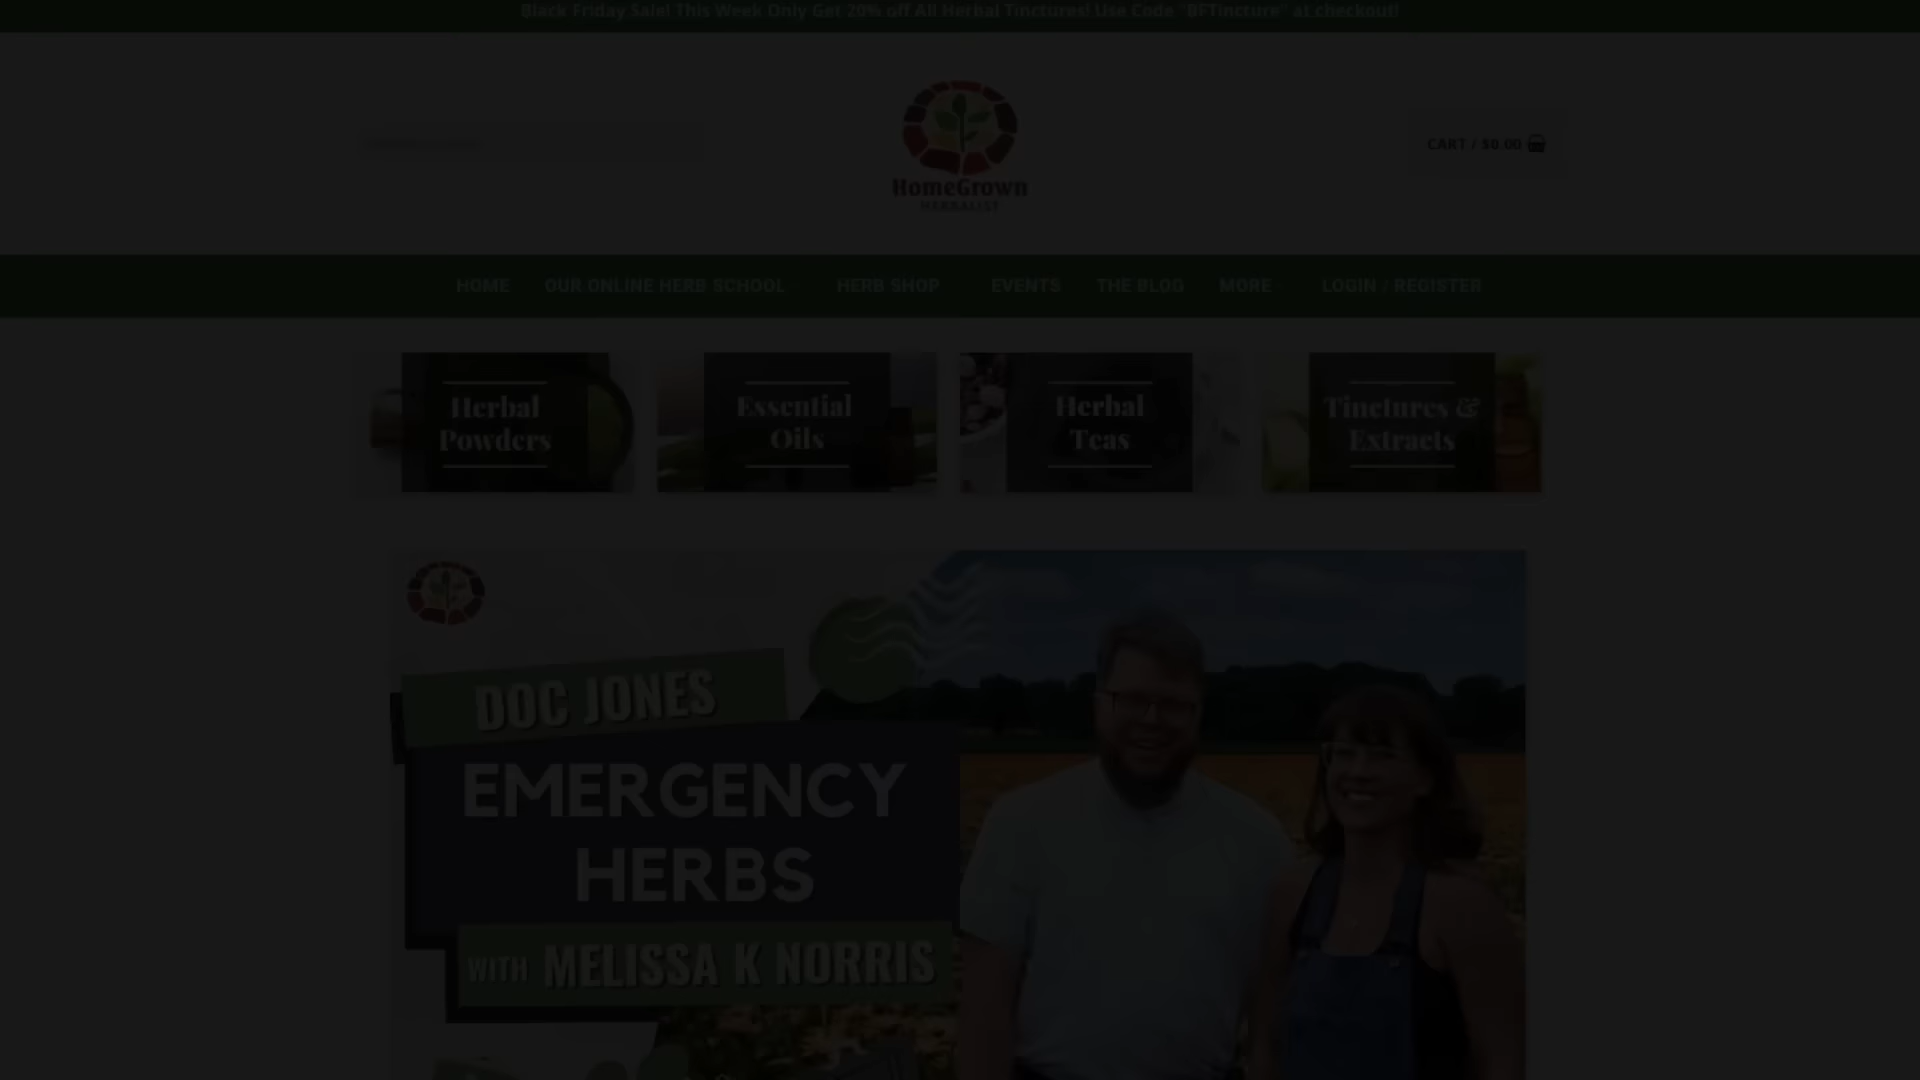 Black Friday Sale! This Week Only Get 20% off All Herbal Tinctures! Use Code "BFTincture" at checkout!
HomeGrown
HERBALIST
CART / $0.00
HOME OUR ONLINE HERB SCHOOL HERB SHOP EVENTS THE BLOG MORE LOGIN / REGISTER
Herbal
Powders
Essential
Oils
Herbal
Teas
Tinctures &
Extracts
DOC JONES
EMERGENCY
HERBS
WITH MELISSA K NORRIS